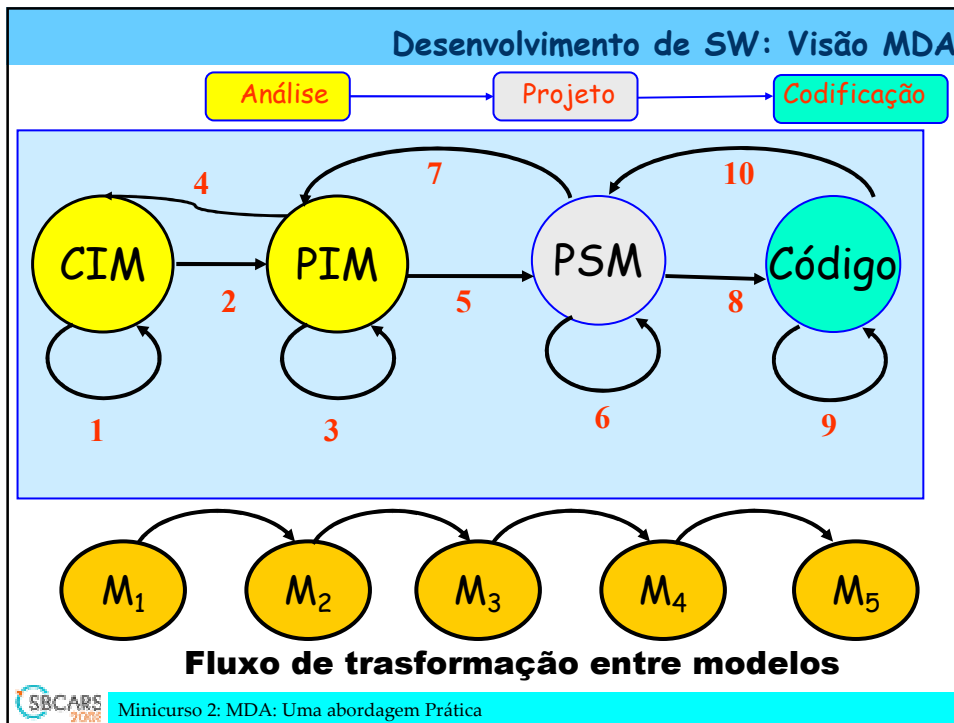 Desenvolvimento de SW: Visão MDA
Análise Projeto Codificação
4 7 10
CIM PIM PSM Código
2 5 8
1 3 6 9
M1 M2 M3 M4 M5
Fluxo de trasformação entre modelos
SBCARS
2008
Minicurso 2: MDA: Uma abordagem Prática